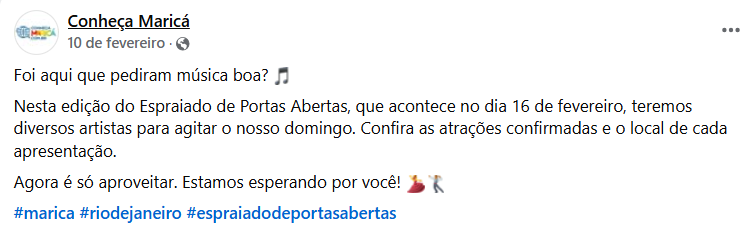 Conheça Maricá
10 de fevereiro ·
Foi aqui que pediram música boa? 🎵
Nesta edição do Espraiado de Portas Abertas, que acontece no dia 16 de fevereiro, teremos
diversos artistas para agitar o nosso domingo. Confira as atrações confirmadas e o local de cada
apresentação.
Agora é só aproveitar. Estamos esperando por você! 💃🕺
#marica #riodejaneiro #espraiadodeportasabertas